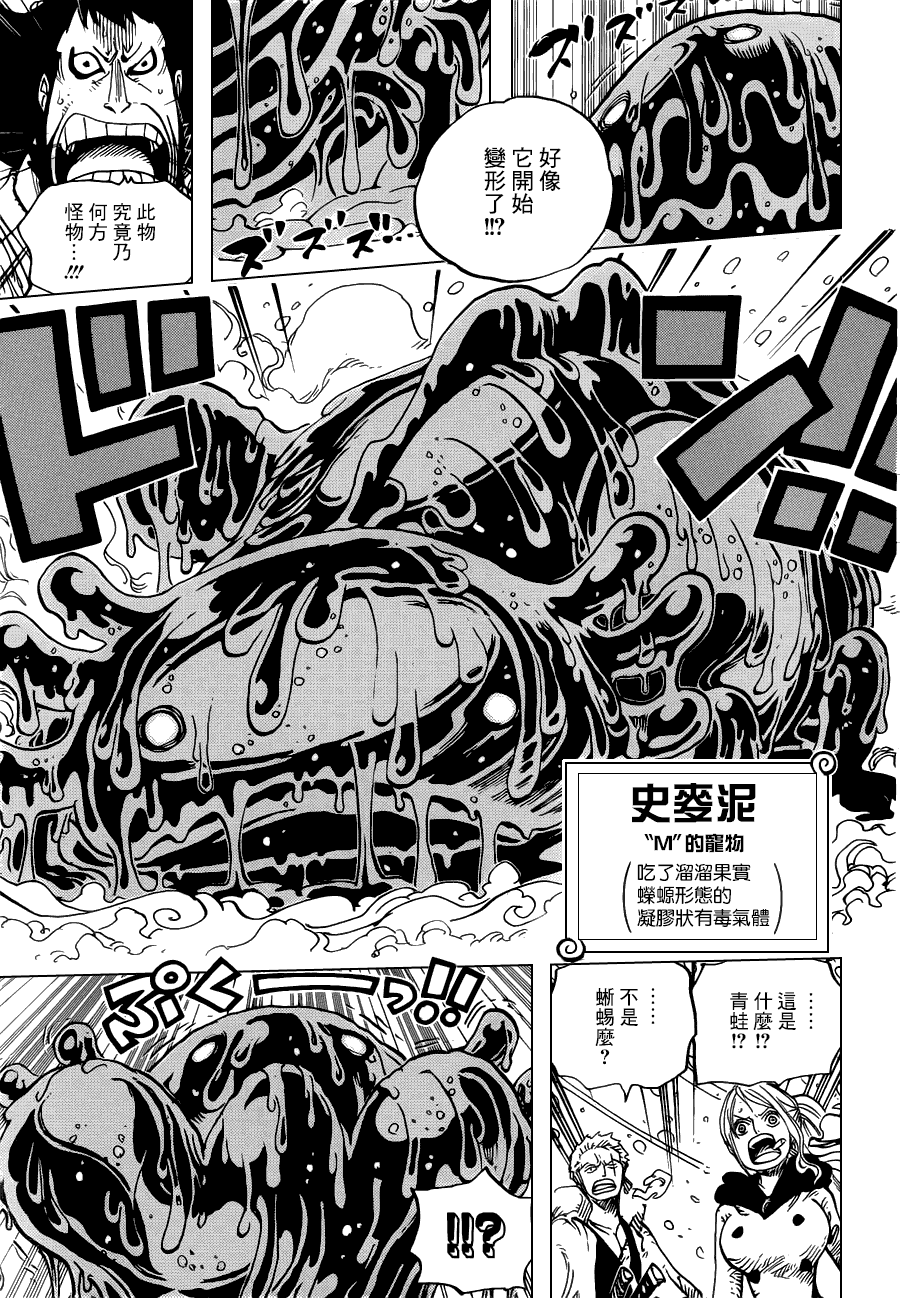 ズズズ
好像
它開始
變形了!!?
ズズズ
此物
究竟乃
何方
怪物…!!!
ドン!!
史麥泥
“M”的寵物
吃了溜溜果實
蠑螈形態的
凝膠狀有毒氣體
……
這是
什麼!?
青蛙!?
……
不是
蜥蜴麼?
ぷくーっ!!
!!?